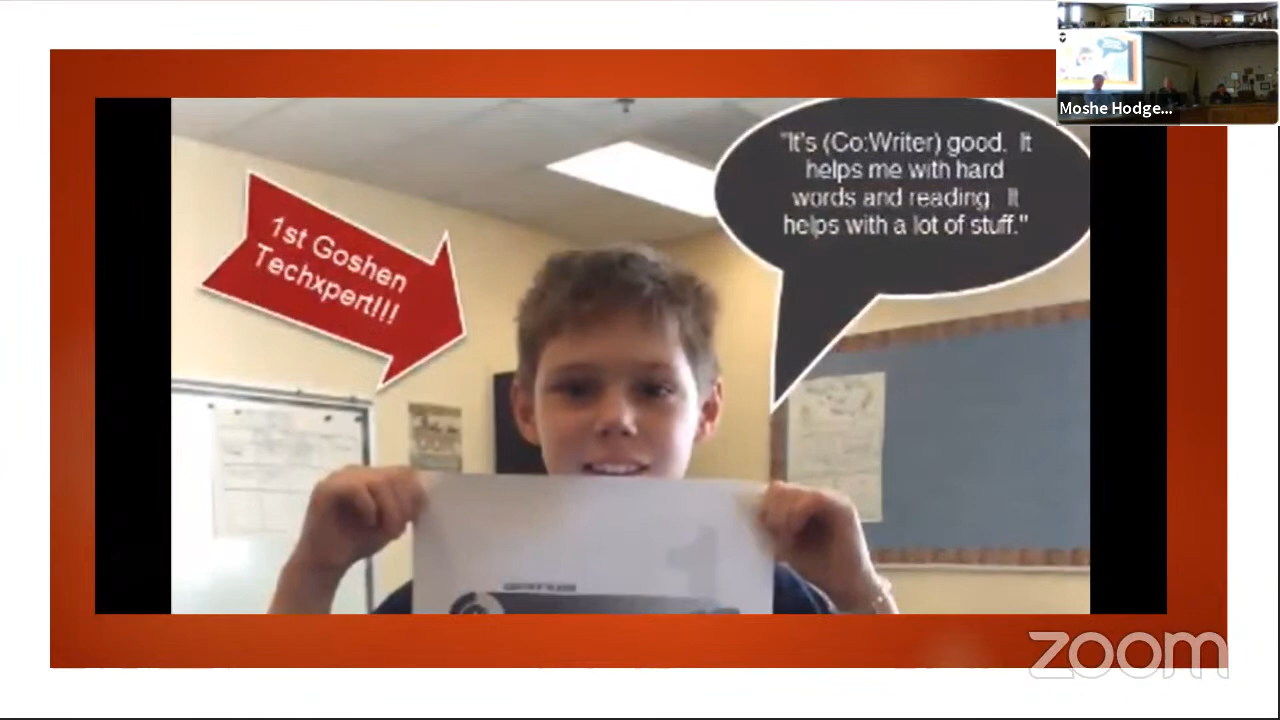 Moshe Hodge...
"It's (Co:Writer) good. It
helps me with hard
words and reading. It
helps with a lot of stuff."
1st Goshen
Techxpert!!!
zoom